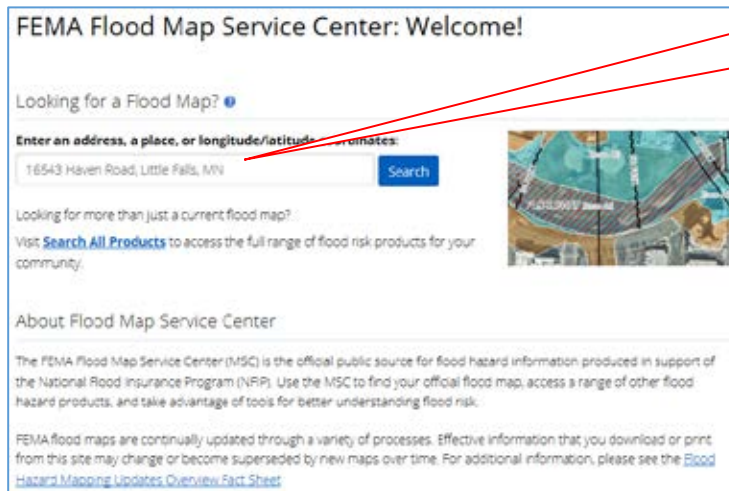 FEMA Flood Map Service Center: Welcome!
Looking for a Flood Map?
Enter an address, a place, or longitude/latitude coordinates:
16543 Haven Road, Little Falls, MN
Search
Looking for more than just a current flood map?
Visit Search All Products to access the full range of flood risk products for your
community.
About Flood Map Service Center
The FEMA Flood Map Service Center (MSC) is the official public source for flood hazard information produced in support of
the National Flood Insurance Program (NFIP). Use the MSC to find your official flood map, access a range of other flood
hazard products, and take advantage of tools for better understanding flood risk.
FEMA flood maps are continually updated through a variety of processes. Effective information that you download or print
from this site may change or become superseded by new maps over time. For additional information, please see the Flood
Hazard Mapping Updates Overview Fact Sheet